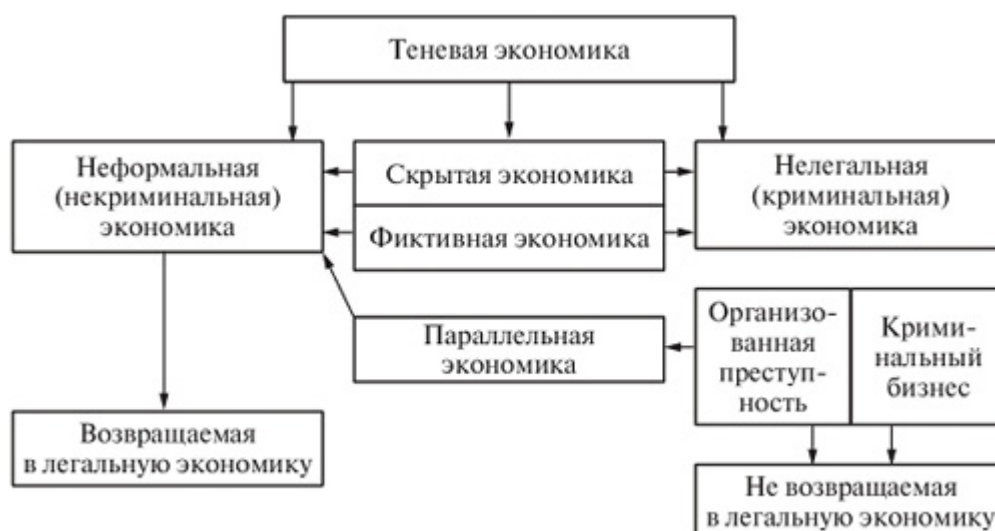 Теневая экономика
Неформальная
(некриминальная)
экономика
Скрытая экономика
Фиктивная экономика
Нелегальная
(криминальная)
экономика
Параллельная
экономика
Организо-
ванная
преступ-
ность
Крими-
нальный
бизнес
Возвращаемая
в легальную экономику
Не возвращаемая
в легальную экономику